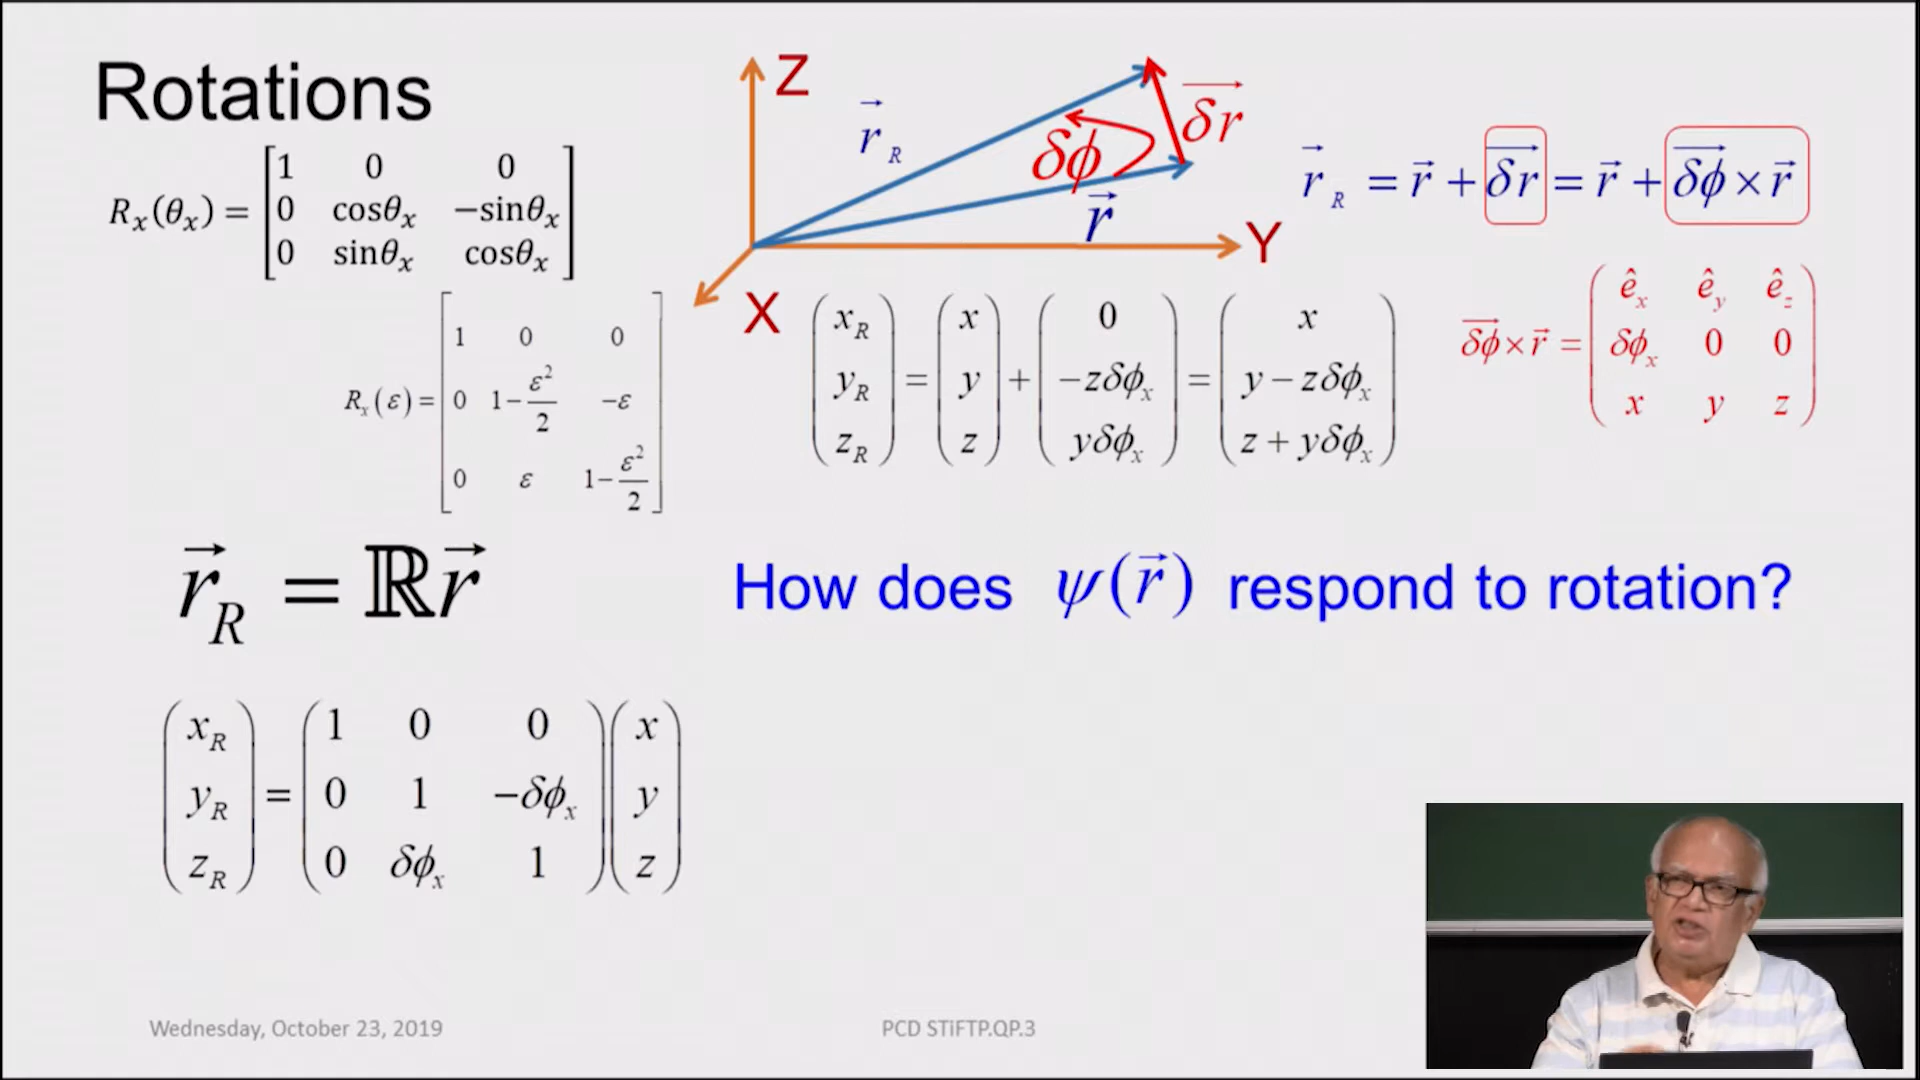 Rotations
R_x(θ_x) = [1 0 0; 0 cosθ_x −sinθ_x; 0 sinθ_x cosθ_x]
R_x(ε) = [1 0 0; 0 1−ε²/2 −ε; 0 ε 1−ε²/2]
Z
Y
X
r⃗_R
δϕ
δr⃗
r⃗
r⃗_R = r⃗ + δr⃗ = r⃗ + δϕ⃗ × r⃗
(x_R; y_R; z_R) = (x; y; z) + (0; −zδϕ_x; yδϕ_x) = (x; y − zδϕ_x; z + yδϕ_x)
δϕ⃗ × r⃗ = (ê_x ê_y ê_z; δϕ_x 0 0; x y z)
r⃗_R = ℝr⃗
How does ψ(r⃗) respond to rotation?
(x_R; y_R; z_R) = (1 0 0; 0 1 −δϕ_x; 0 δϕ_x 1)(x; y; z)
Wednesday, October 23, 2019
PCD STiFTP.QP.3